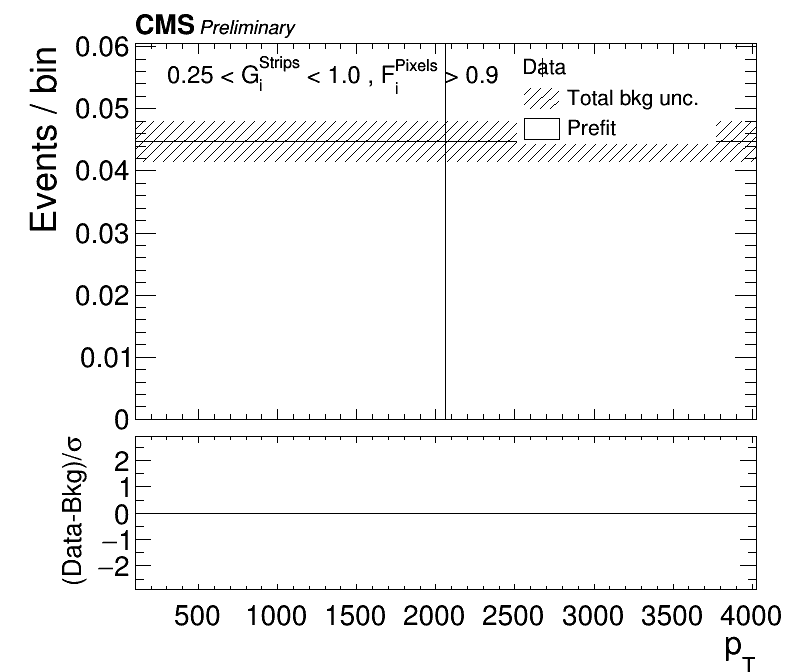 CMS Preliminary
Events / bin
0.06
0.05
0.04
0.03
0.02
0.01
0
0.25 < G_i^Strips < 1.0 , F_i^Pixels > 0.9
Data
Total bkg unc.
Prefit
(Data-Bkg)/σ
2
1
0
−1
−2
500 1000 1500 2000 2500 3000 3500 4000
p_T